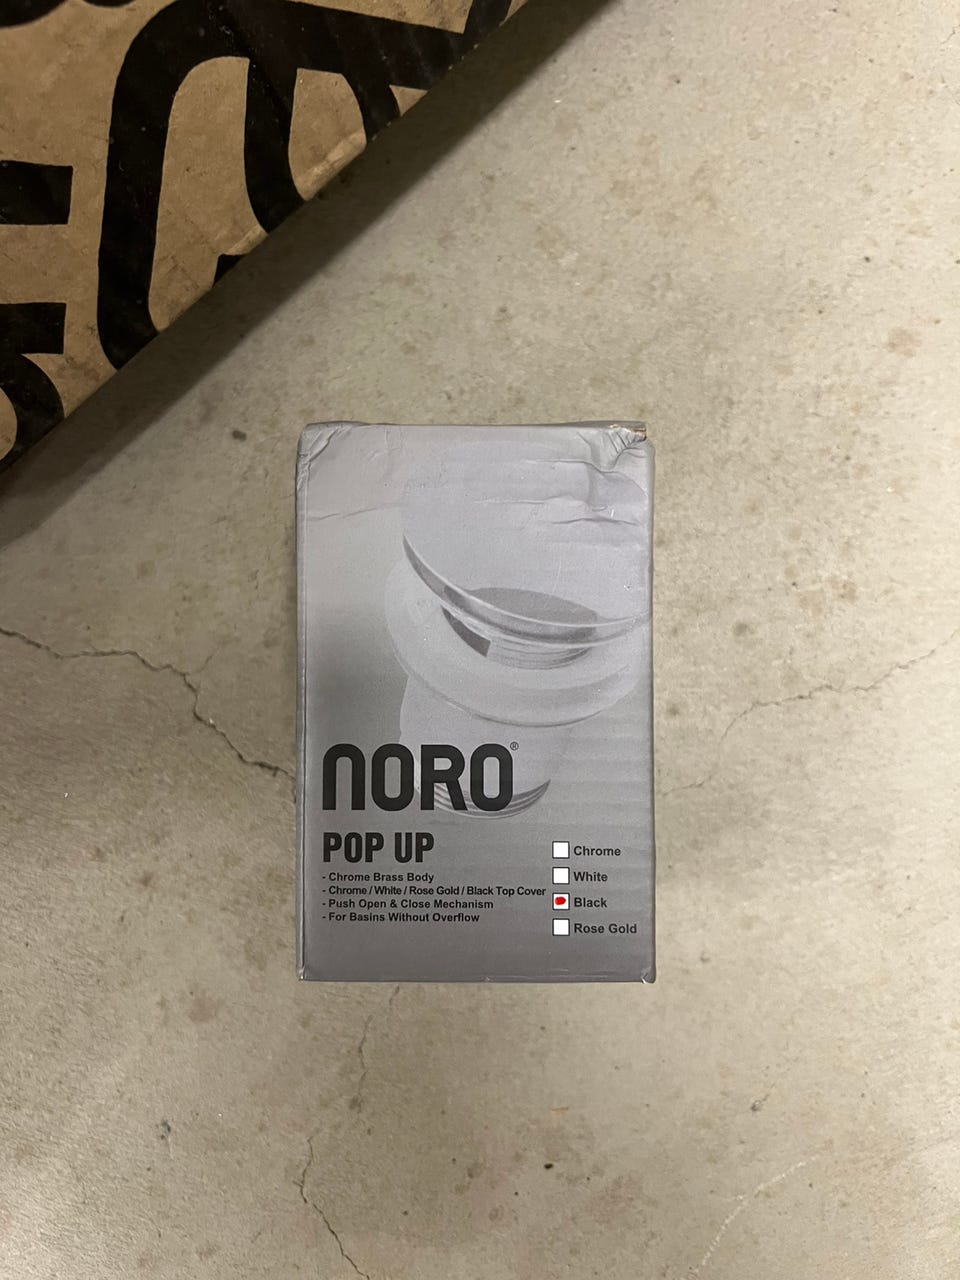 noro®
POP UP
- Chrome Brass Body
- Chrome / White / Rose Gold / Black Top Cover
- Push Open & Close Mechanism
- For Basins Without Overflow
Chrome
White
Black
Rose Gold